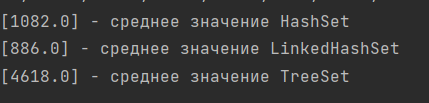 [1082.0] - среднее значение HashSet
[886.0] - среднее значение LinkedHashSet
[4618.0] - среднее значение TreeSet